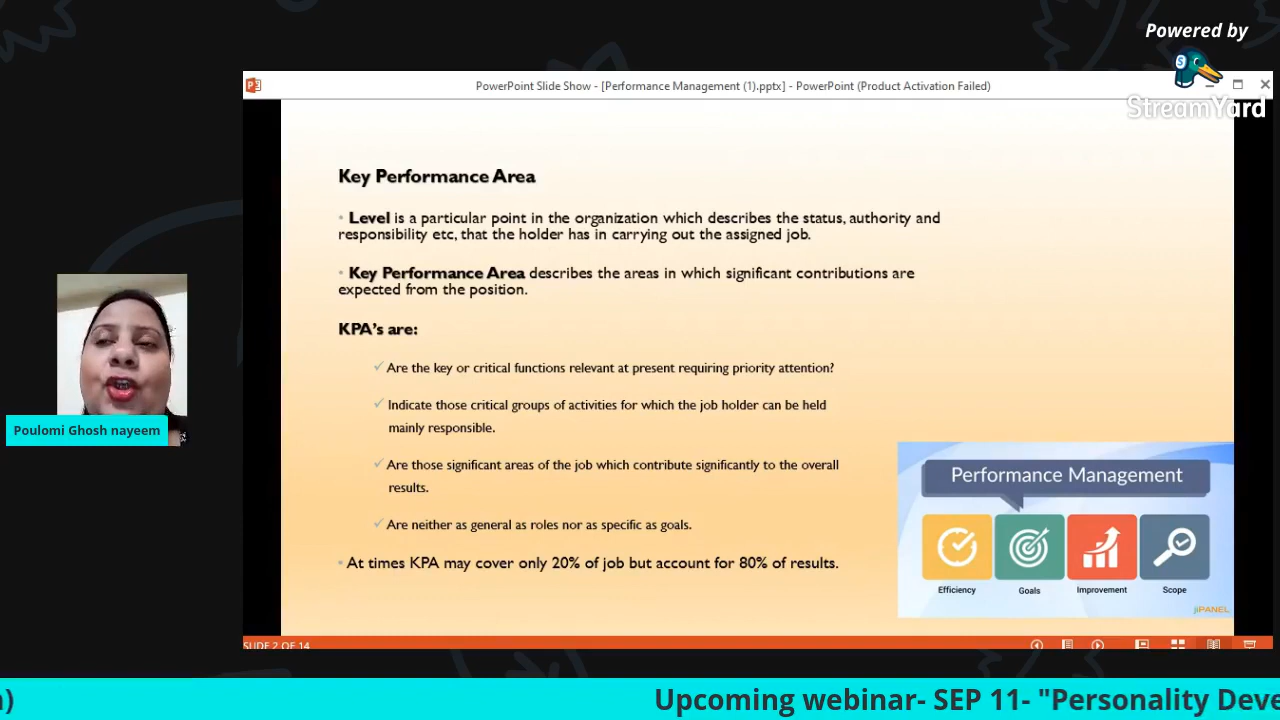 Powered by
StreamYard
PowerPoint Slide Show - [Performance Management (1).pptx] - PowerPoint (Product Activation Failed)
Key Performance Area
• Level is a particular point in the organization which describes the status, authority and
responsibility etc, that the holder has in carrying out the assigned job.
• Key Performance Area describes the areas in which significant contributions are
expected from the position.
KPA's are:
✓ Are the key or critical functions relevant at present requiring priority attention?
✓ Indicate those critical groups of activities for which the job holder can be held
mainly responsible.
✓ Are those significant areas of the job which contribute significantly to the overall
results.
✓ Are neither as general as roles nor as specific as goals.
• At times KPA may cover only 20% of job but account for 80% of results.
Performance Management
Efficiency
Goals
Improvement
Scope
jiPANEL
SLIDE 2 OF 14
Poulomi Ghosh nayeem
) Upcoming webinar- SEP 11- "Personality Deve